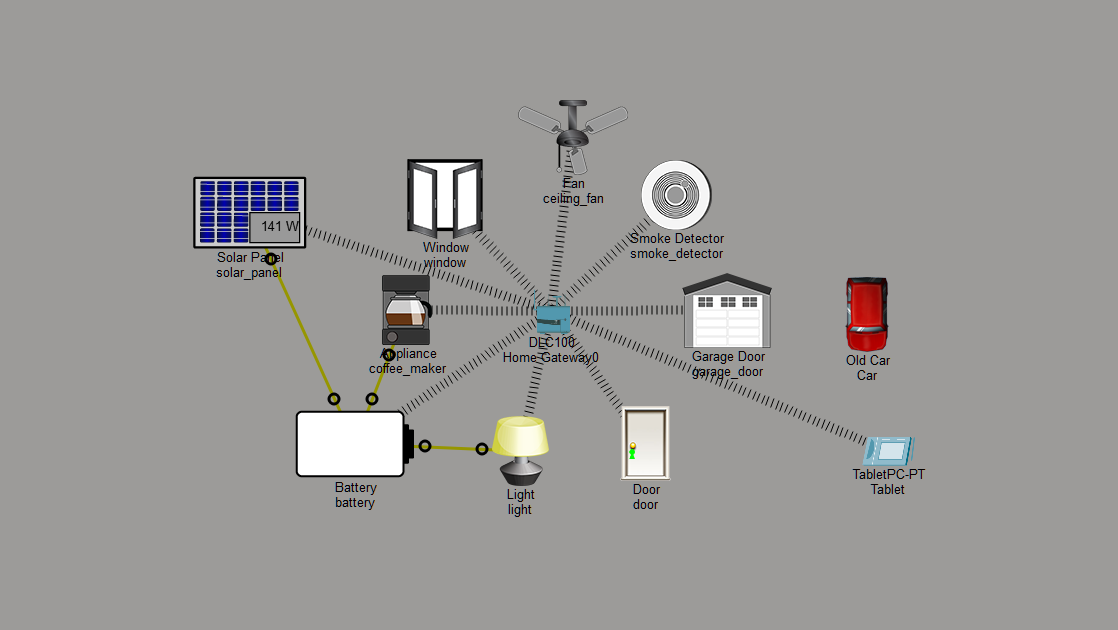 Fan
ceiling_fan
141 W
Solar Panel
solar_panel
Window
window
Smoke Detector
smoke_detector
DLC100
Home Gateway0
Appliance
coffee_maker
Garage Door
garage_door
Old Car
Car
Battery
battery
Light
light
Door
door
TabletPC-PT
Tablet